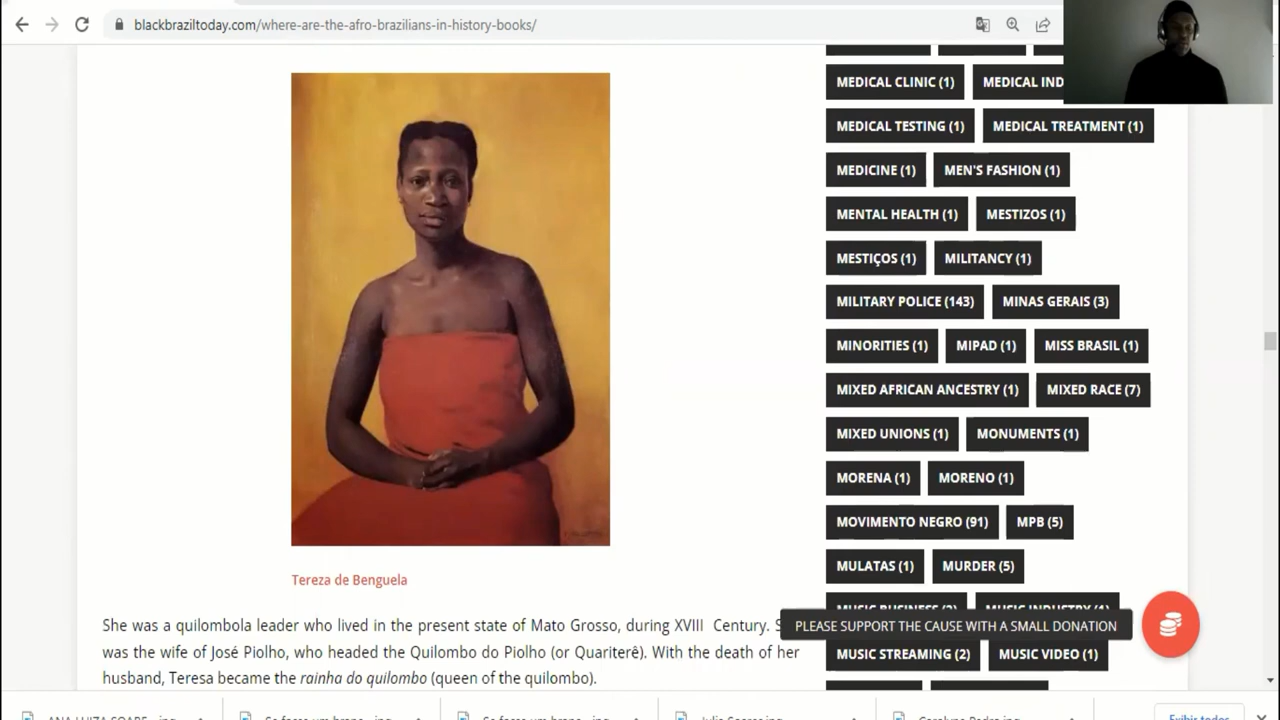 blackbraziltoday.com/where-are-the-afro-brazilians-in-history-books/
MEDICAL CLINIC (1)
MEDICAL IND
MEDICAL TESTING (1)
MEDICAL TREATMENT (1)
MEDICINE (1)
MEN'S FASHION (1)
MENTAL HEALTH (1)
MESTIZOS (1)
MESTIÇOS (1)
MILITANCY (1)
MILITARY POLICE (143)
MINAS GERAIS (3)
MINORITIES (1)
MIPAD (1)
MISS BRASIL (1)
MIXED AFRICAN ANCESTRY (1)
MIXED RACE (7)
MIXED UNIONS (1)
MONUMENTS (1)
MORENA (1)
MORENO (1)
MOVIMENTO NEGRO (91)
MPB (5)
MULATAS (1)
MURDER (5)
Tereza de Benguela
She was a quilombola leader who lived in the present state of Mato Grosso, during XVIII Century.
was the wife of José Piolho, who headed the Quilombo do Piolho (or Quariterê). With the death of her
husband, Teresa became the rainha do quilombo (queen of the quilombo).
PLEASE SUPPORT THE CAUSE WITH A SMALL DONATION
MUSIC STREAMING (2)
MUSIC VIDEO (1)
Exibir todos